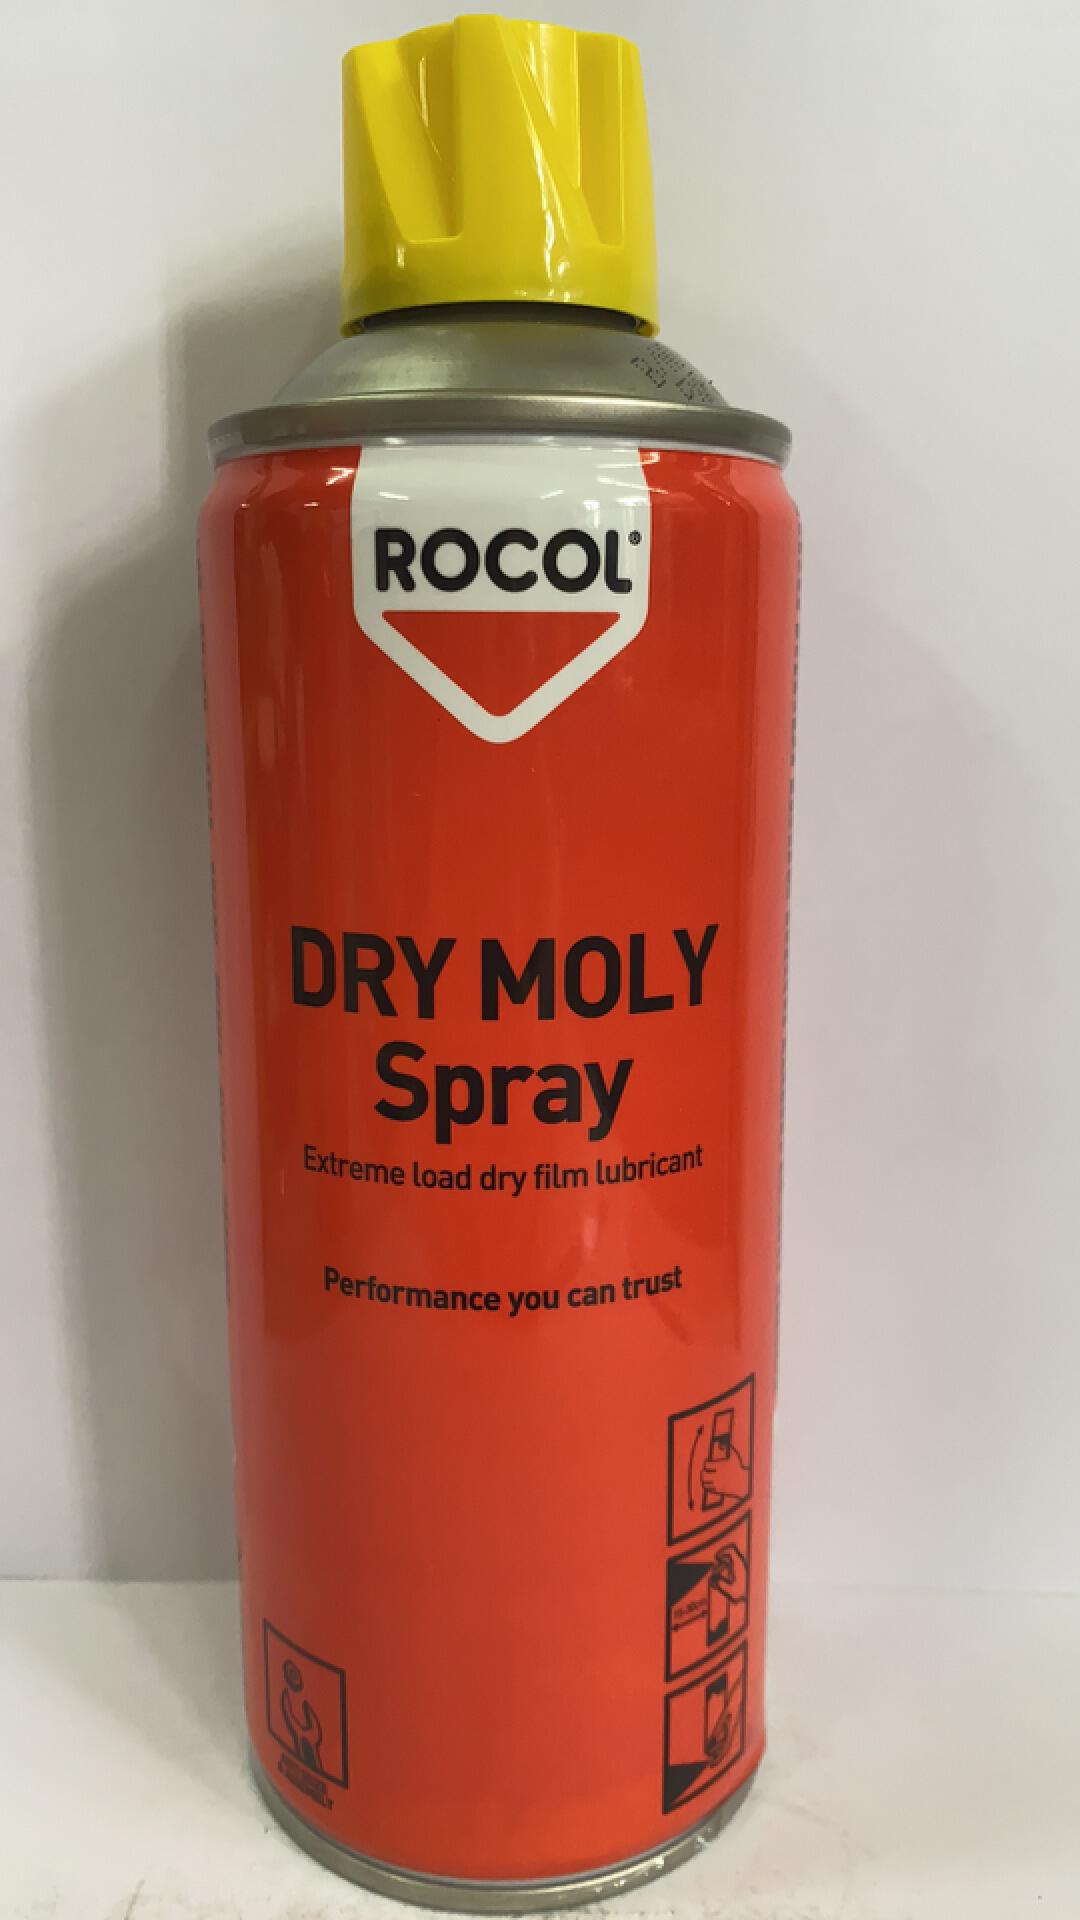 ROCOL®
DRY MOLY
Spray
Extreme load dry film lubricant
Performance you can trust